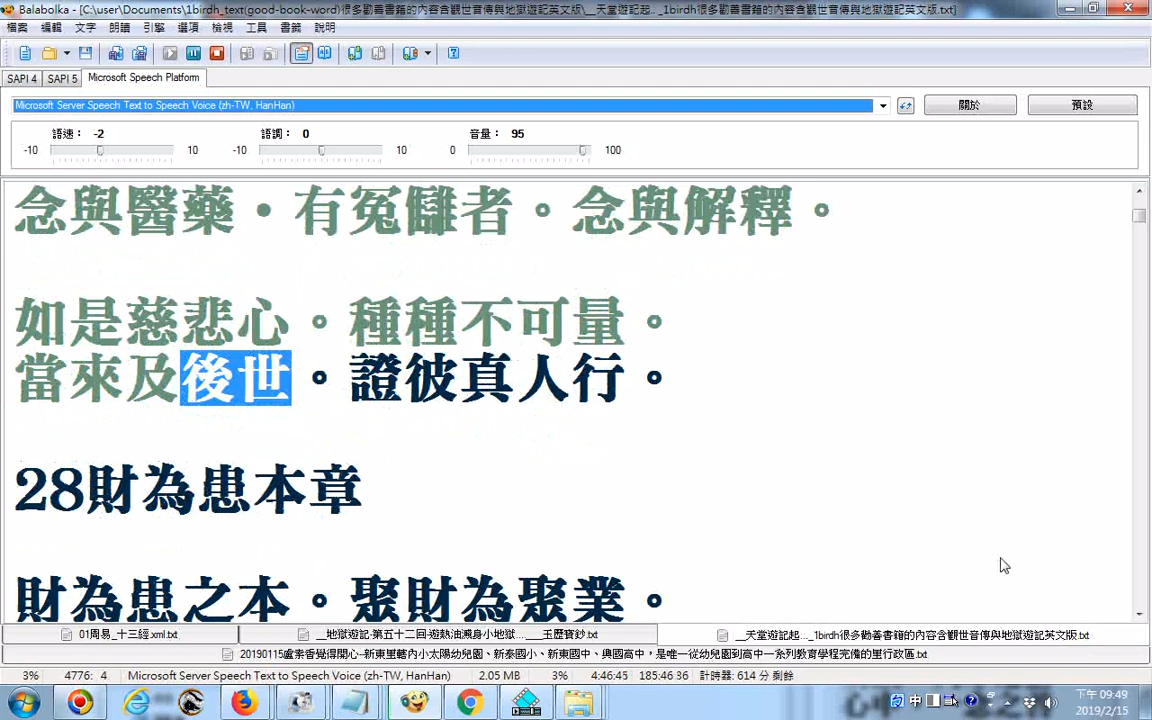 Balabolka - [C:\user\Documents\1birdh_text(good-book-word)很多勸善書籍的內容含觀世音傳與地獄遊記英文版\__天堂遊記起..._1birdh很多勸善書籍的內容含觀世音傳與地獄遊記英文版.txt]
檔案 編輯 文字 朗讀 引擎 選項 檢視 工具 書籤 說明
SAPI 4 SAPI 5 Microsoft Speech Platform
Microsoft Server Speech Text to Speech Voice (zh-TW, HanHan) 關於 預設
語速： -2 語調： 0 音量： 95
-10 10 -10 10 0 100
念與醫藥・有冤讎者。念與解釋。
如是慈悲心。種種不可量。
當來及後世。證彼真人行。
28財為患本章
財為患之本。聚財為聚業。
01周易_十三經.xml.txt __地獄遊記-第五十二回-遊熱油濺身小地獄...___玉歷寶鈔.txt __天堂遊記起..._1birdh很多勸善書籍的內容含觀世音傳與地獄遊記英文版.txt
20190115盧素香覺得開心--新東里轄內小太陽幼兒園、新泰國小、新東國中、興國高中，是唯一從幼兒園到高中一系列教育學程完備的里行政區.txt
3% 4776: 4 Microsoft Server Speech Text to Speech Voice (zh-TW, HanHan) 2.05 MB 3% 4:46:45 185:46 36 計時器: 614 分 剩餘
中 下午 09:49
2019/2/15